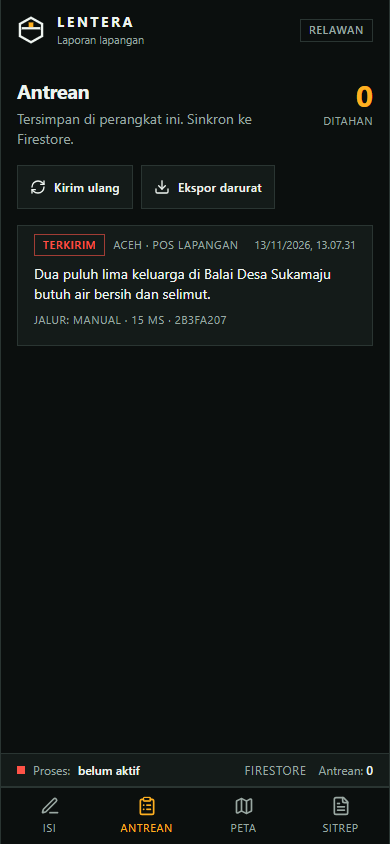 LENTERA
Laporan lapangan
RELAWAN
Antrean
0
Tersimpan di perangkat ini. Sinkron ke
Firestore.
DITAHAN
Kirim ulang
Ekspor darurat
TERKIRIM ACEH · POS LAPANGAN 13/11/2026, 13.07.31
Dua puluh lima keluarga di Balai Desa Sukamaju
butuh air bersih dan selimut.
JALUR: MANUAL · 15 MS · 2B3FA207
Proses: belum aktif FIRESTORE Antrean: 0
ISI ANTREAN PETA SITREP